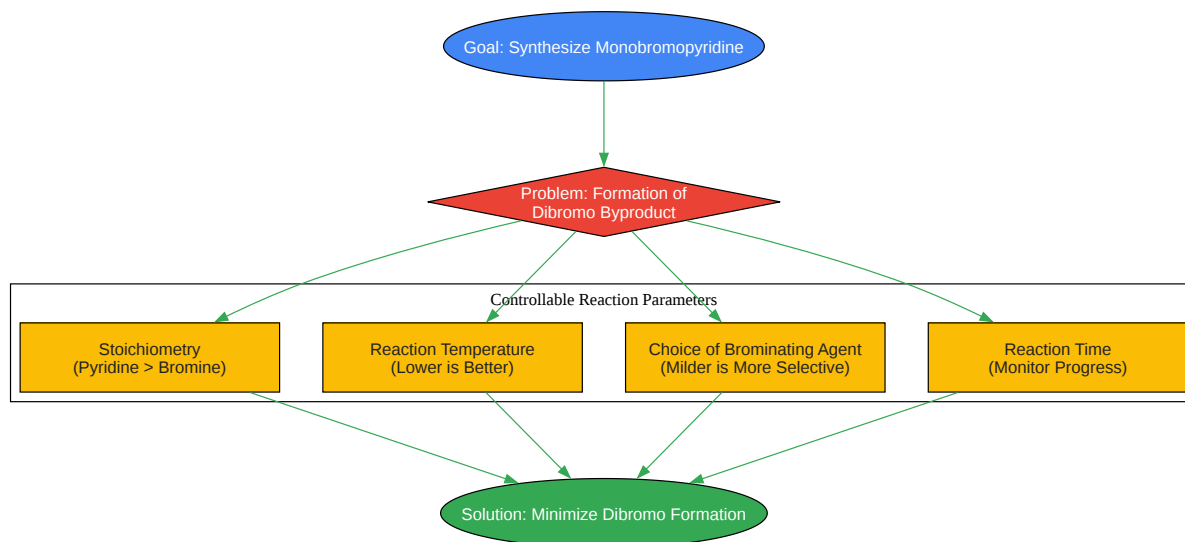 Goal: Synthesize Monobromopyridine
Problem: Formation of
Dibromo Byproduct
Controllable Reaction Parameters
Stoichiometry
(Pyridine > Bromine)
Reaction Temperature
(Lower is Better)
Choice of Brominating Agent
(Milder is More Selective)
Reaction Time
(Monitor Progress)
Solution: Minimize Dibromo Formation